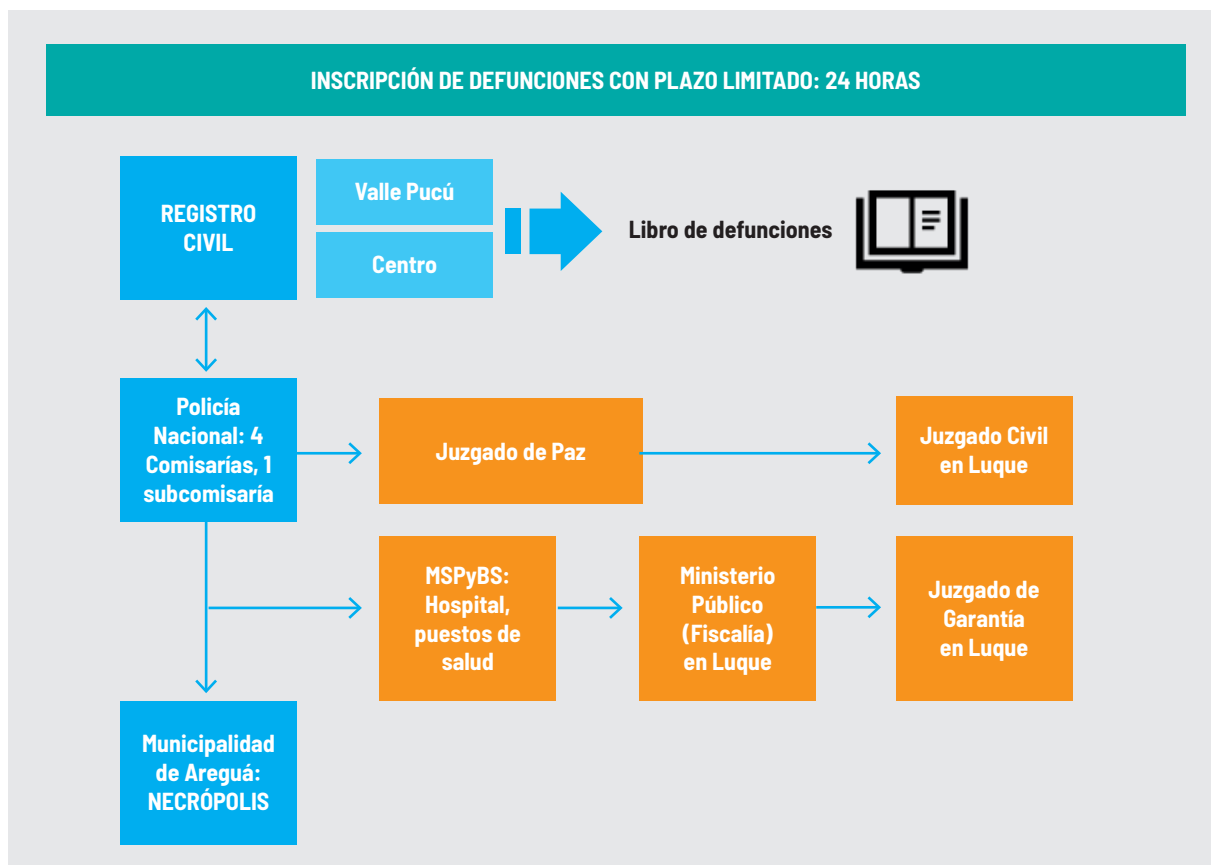 INSCRIPCIÓN DE DEFUNCIONES CON PLAZO LIMITADO: 24 HORAS
REGISTRO
CIVIL
Valle Pucú
Centro
Libro de defunciones
Policía
Nacional: 4
Comisarías, 1
subcomisaría
Juzgado de Paz
Juzgado Civil
en Luque
MSPyBS:
Hospital,
puestos de
salud
Ministerio
Público
(Fiscalía)
en Luque
Juzgado de
Garantía
en Luque
Municipalidad
de Areguá:
NECRÓPOLIS